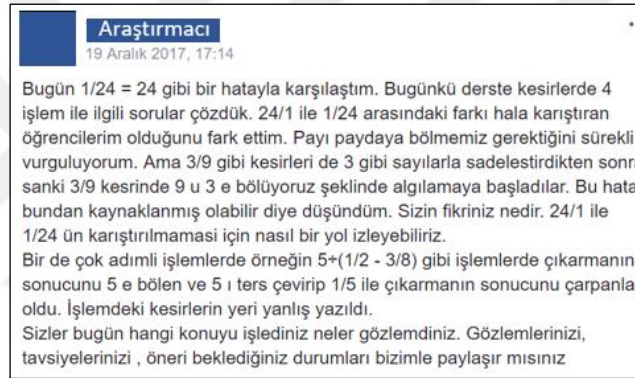 Araştırmacı
19 Aralık 2017, 17:14
Bugün 1/24 = 24 gibi bir hatayla karşılaştım. Bugünkü derste kesirlerde 4
işlem ile ilgili sorular çözdük. 24/1 ile 1/24 arasındaki farkı hala karıştıran
öğrencilerim olduğunu fark ettim. Payı paydaya bölmemiz gerektiğini sürekli
vurguluyorum. Ama 3/9 gibi kesirleri de 3 gibi sayılarla sadelestirdikten sonra
sanki 3/9 kesrinde 9 u 3 e bölüyoruz şeklinde algılamaya başladılar. Bu hata
bundan kaynaklanmış olabilir diye düşündüm. Sizin fikriniz nedir. 24/1 ile
1/24 ün karıştırılmamasi için nasıl bir yol izleyebiliriz.
Bir de çok adımli işlemlerde örneğin 5÷(1/2 - 3/8) gibi işlemlerde çıkarmanın
sonucunu 5 e bölen ve 5 ı ters çevirip 1/5 ile çıkarmanın sonucunu çarpanla
oldu. İşlemdeki kesirlerin yeri yanlış yazıldı.
Sizler bugün hangi konuyu işlediniz neler gözlemdiniz. Gözlemlerinizi,
tavsiyelerinizi , öneri beklediğiniz durumları bizimle paylaşır mısınız